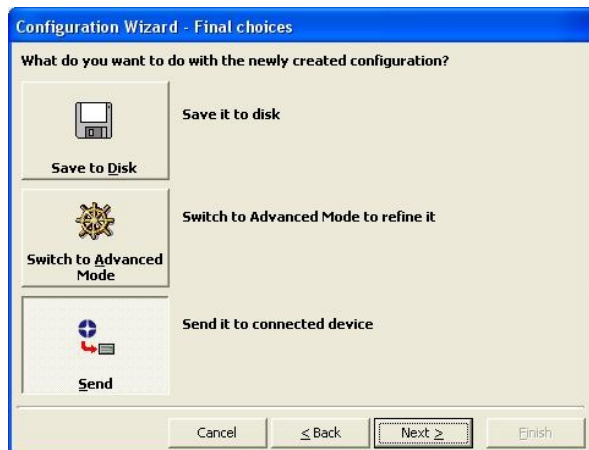 Configuration Wizard - Final choices
What do you want to do with the newly created configuration?
Save to Disk
Save it to disk
Switch to Advanced
Mode
Switch to Advanced Mode to refine it
Send
Send it to connected device
Cancel
< Back
Next >
Finish